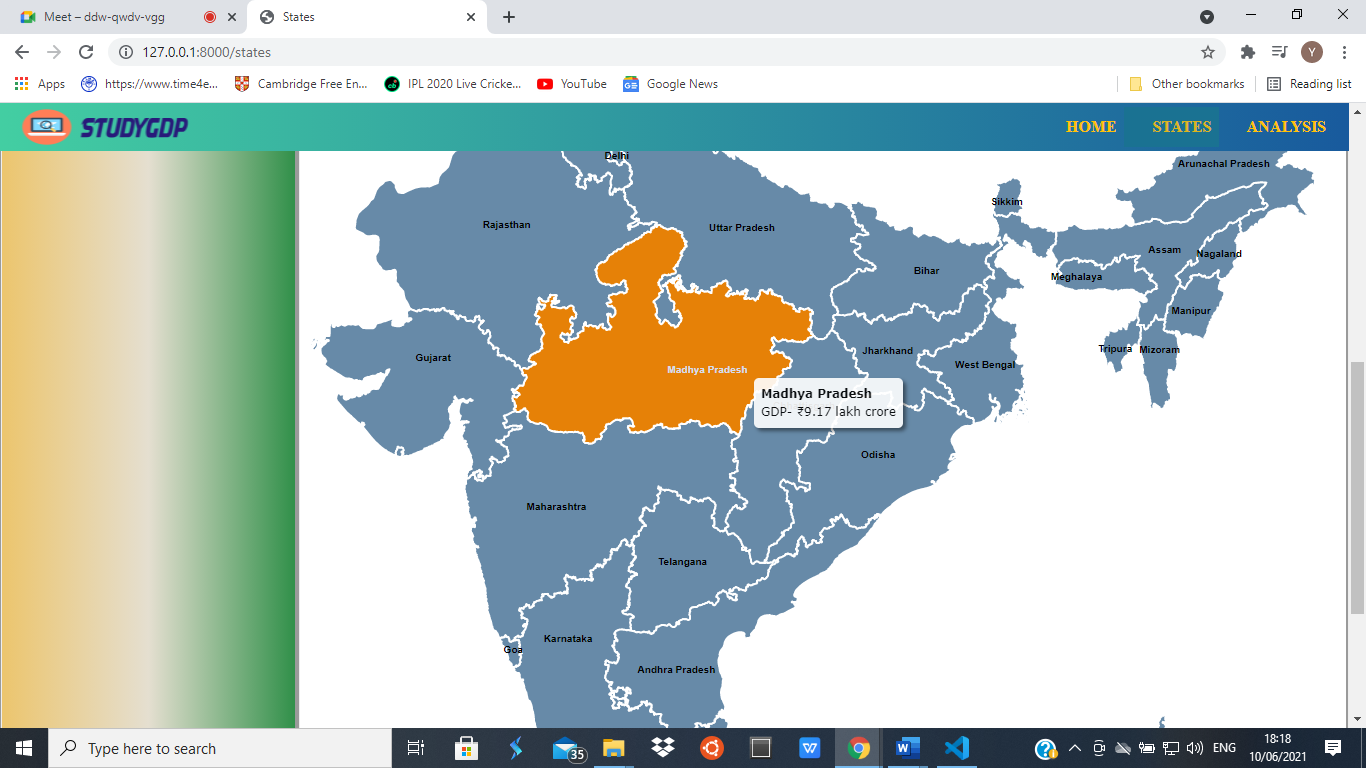 Meet – ddw-qwdv-vgg
States
127.0.0.1:8000/states
Y
Apps
https://www.time4e...
Cambridge Free En...
IPL 2020 Live Cricke...
YouTube
Google News
Other bookmarks
Reading list
STUDYGDP
HOME
STATES
ANALYSIS
Delhi
Arunachal Pradesh
Sikkim
Rajasthan
Uttar Pradesh
Assam
Nagaland
Bihar
Meghalaya
Manipur
Gujarat
Jharkhand
Tripura
Mizoram
West Bengal
Madhya Pradesh
Madhya Pradesh
GDP- ₹9.17 lakh crore
Odisha
Maharashtra
Telangana
Karnataka
Goa
Andhra Pradesh
Type here to search
35
ENG
18:18
10/06/2021